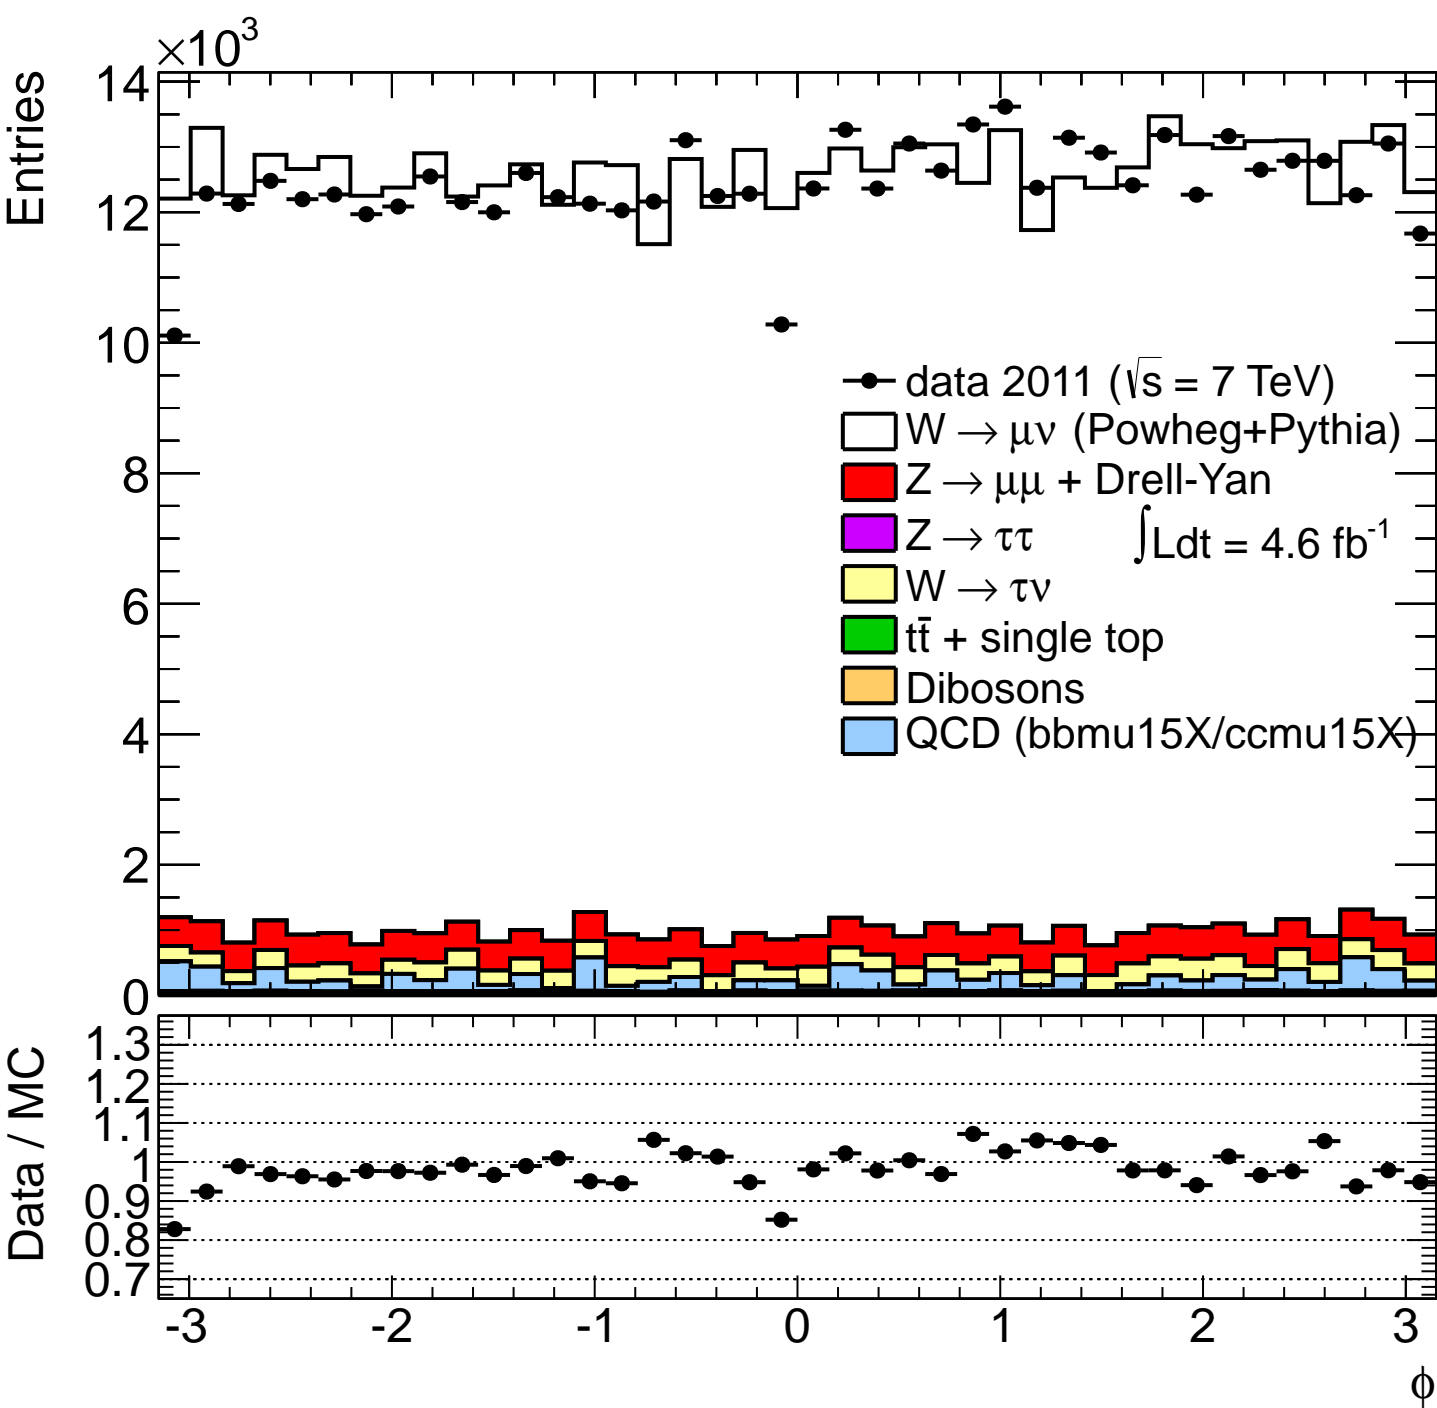 ×10³
Entries
14
12
10
8
6
4
2
0
data 2011 (√s = 7 TeV)
W → μν (Powheg+Pythia)
Z → μμ + Drell-Yan
Z → ττ
∫Ldt = 4.6 fb⁻¹
W → τν
tt̄ + single top
Dibosons
QCD (bbmu15X/ccmu15X)
Data / MC
1.3
1.2
1.1
1
0.9
0.8
0.7
-3 -2 -1 0 1 2 3
ϕ